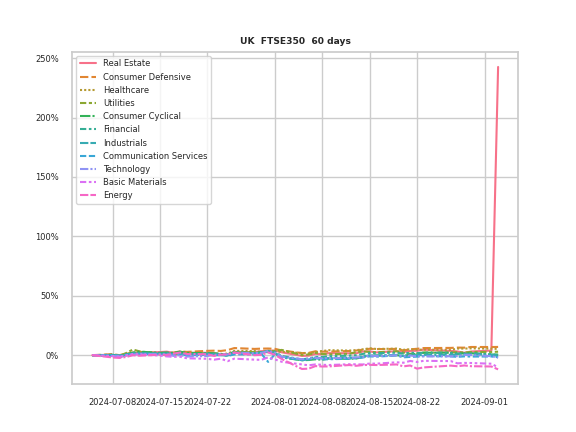 UK  FTSE350  60 days
250%
200%
150%
100%
50%
0%
Real Estate
Consumer Defensive
Healthcare
Utilities
Consumer Cyclical
Financial
Industrials
Communication Services
Technology
Basic Materials
Energy
2024-07-08 2024-07-15 2024-07-22 2024-08-01 2024-08-08 2024-08-15 2024-08-22 2024-09-01